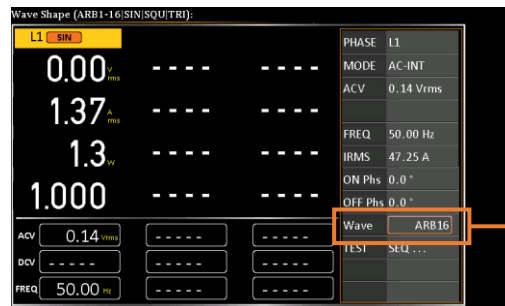 Wave Shape (ARB1-16|SIN|SQU|TRI):
L1 SIN
0.00 V rms
---- ----
1.37 A rms
---- ----
1.3 W
---- ----
1.000
---- ----
ACV 0.14 Vrms ----- -----
DCV ----- ----- -----
FREQ 50.00 Hz ----- -----
PHASE L1
MODE AC-INT
ACV 0.14 Vrms
FREQ 50.00 Hz
IRMS 47.25 A
ON Phs 0.0 °
OFF Phs 0.0 °
Wave ARB16
TEST SEQ ...